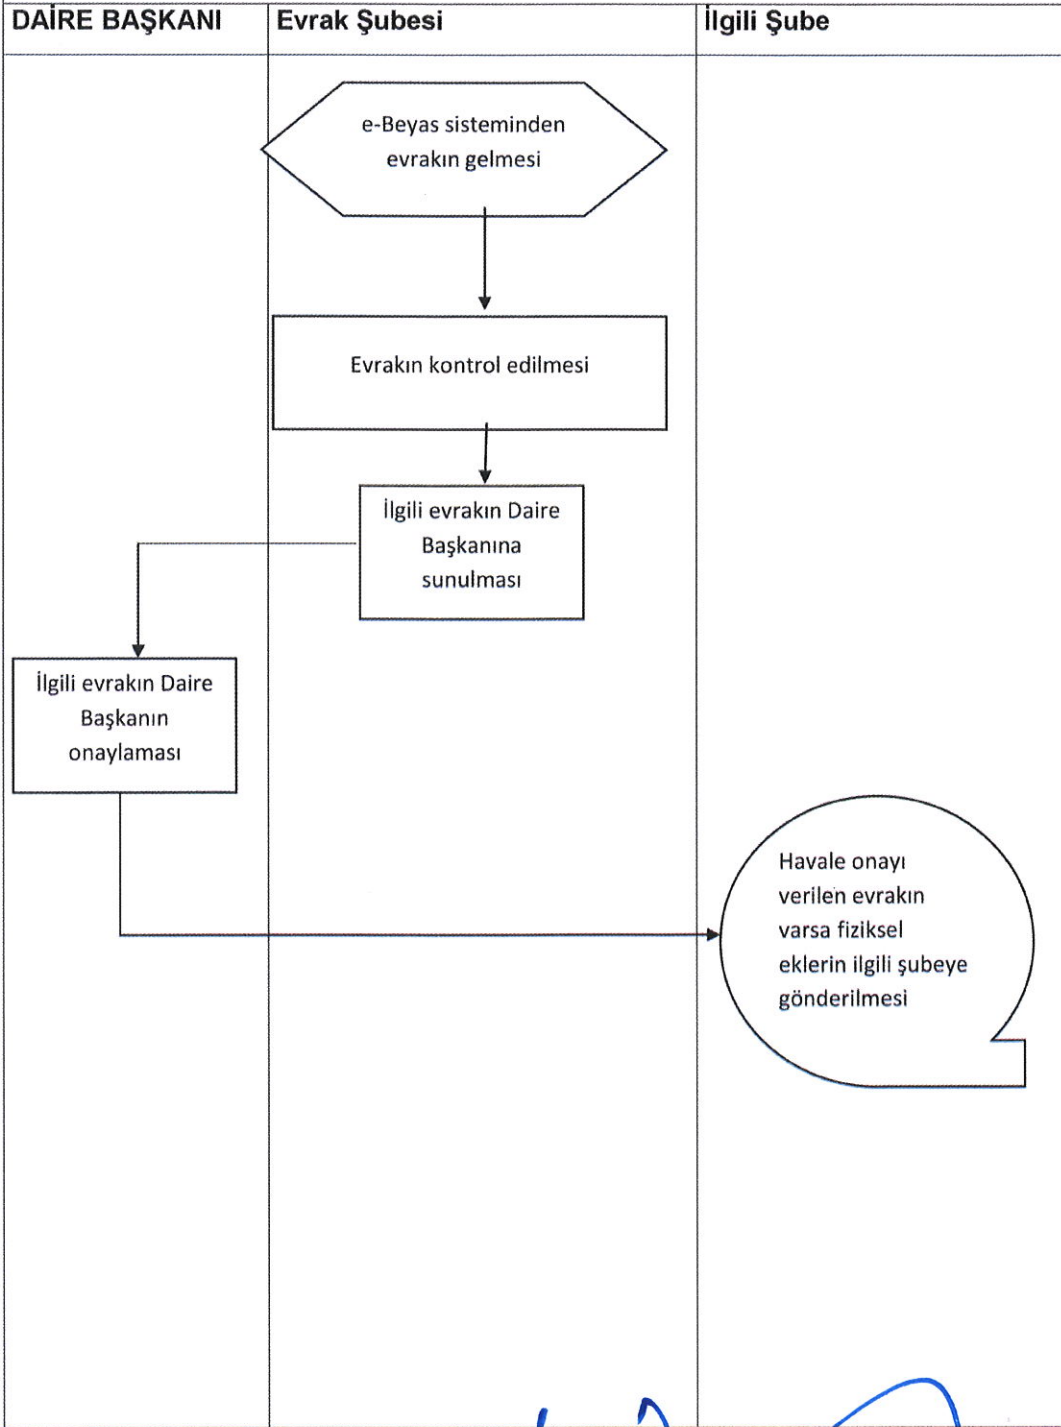 DAİRE BAŞKANI
Evrak Şubesi
İlgili Şube
e-Beyas sisteminden
evrakın gelmesi
Evrakın kontrol edilmesi
İlgili evrakın Daire
Başkanına
sunulması
İlgili evrakın Daire
Başkanın
onaylaması
Havale onayı
verilen evrakın
varsa fiziksel
eklerin ilgili şubeye
gönderilmesi